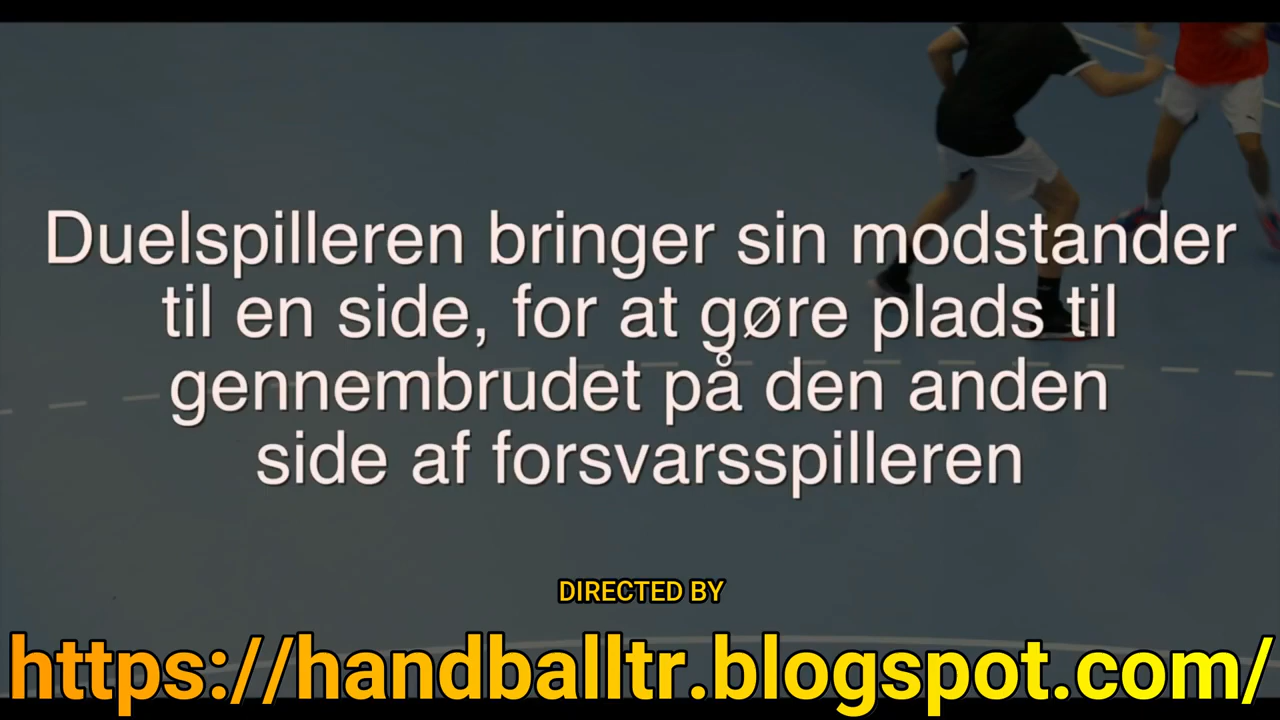 Duelspilleren bringer sin modstander
til en side, for at gøre plads til
gennembrudet på den anden
side af forsvarsspilleren
DIRECTED BY
https://handballtr.blogspot.com/